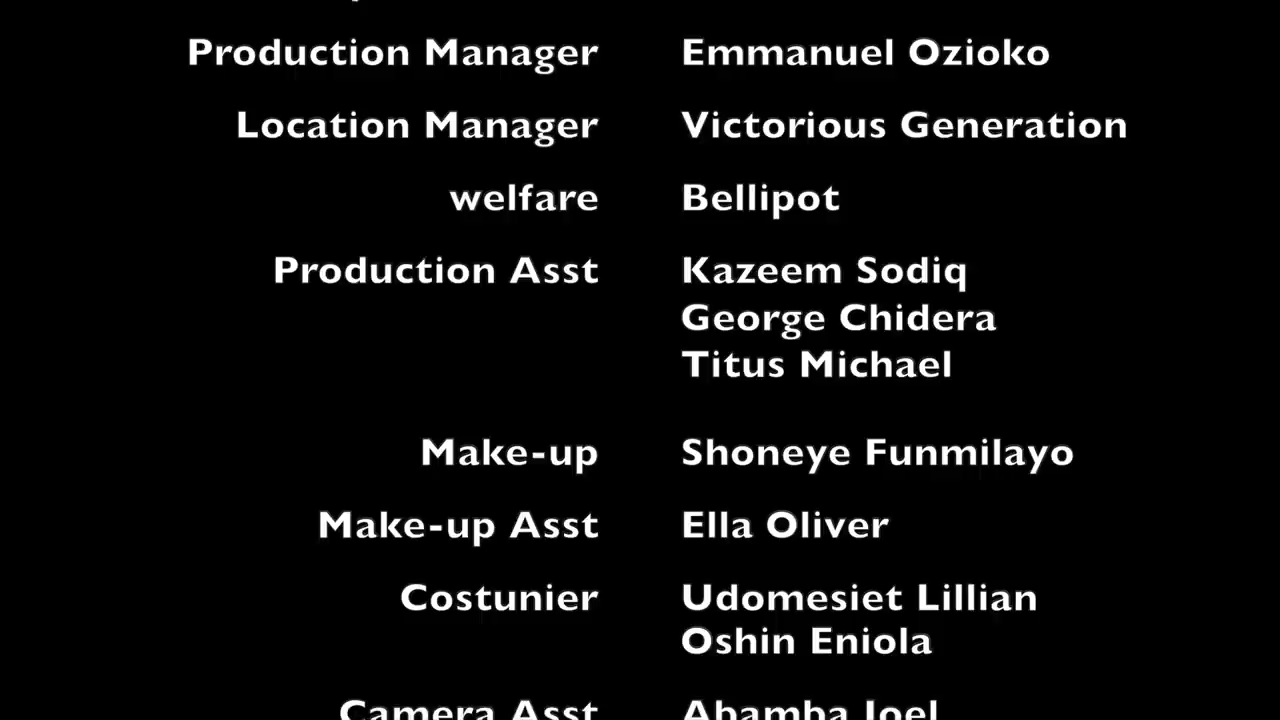 Production Manager Emmanuel Ozioko
Location Manager Victorious Generation
welfare Bellipot
Production Asst Kazeem Sodiq
George Chidera
Titus Michael
Make-up Shoneye Funmilayo
Make-up Asst Ella Oliver
Costunier Udomesiet Lillian
Oshin Eniola
Camera Asst Abamba Joel